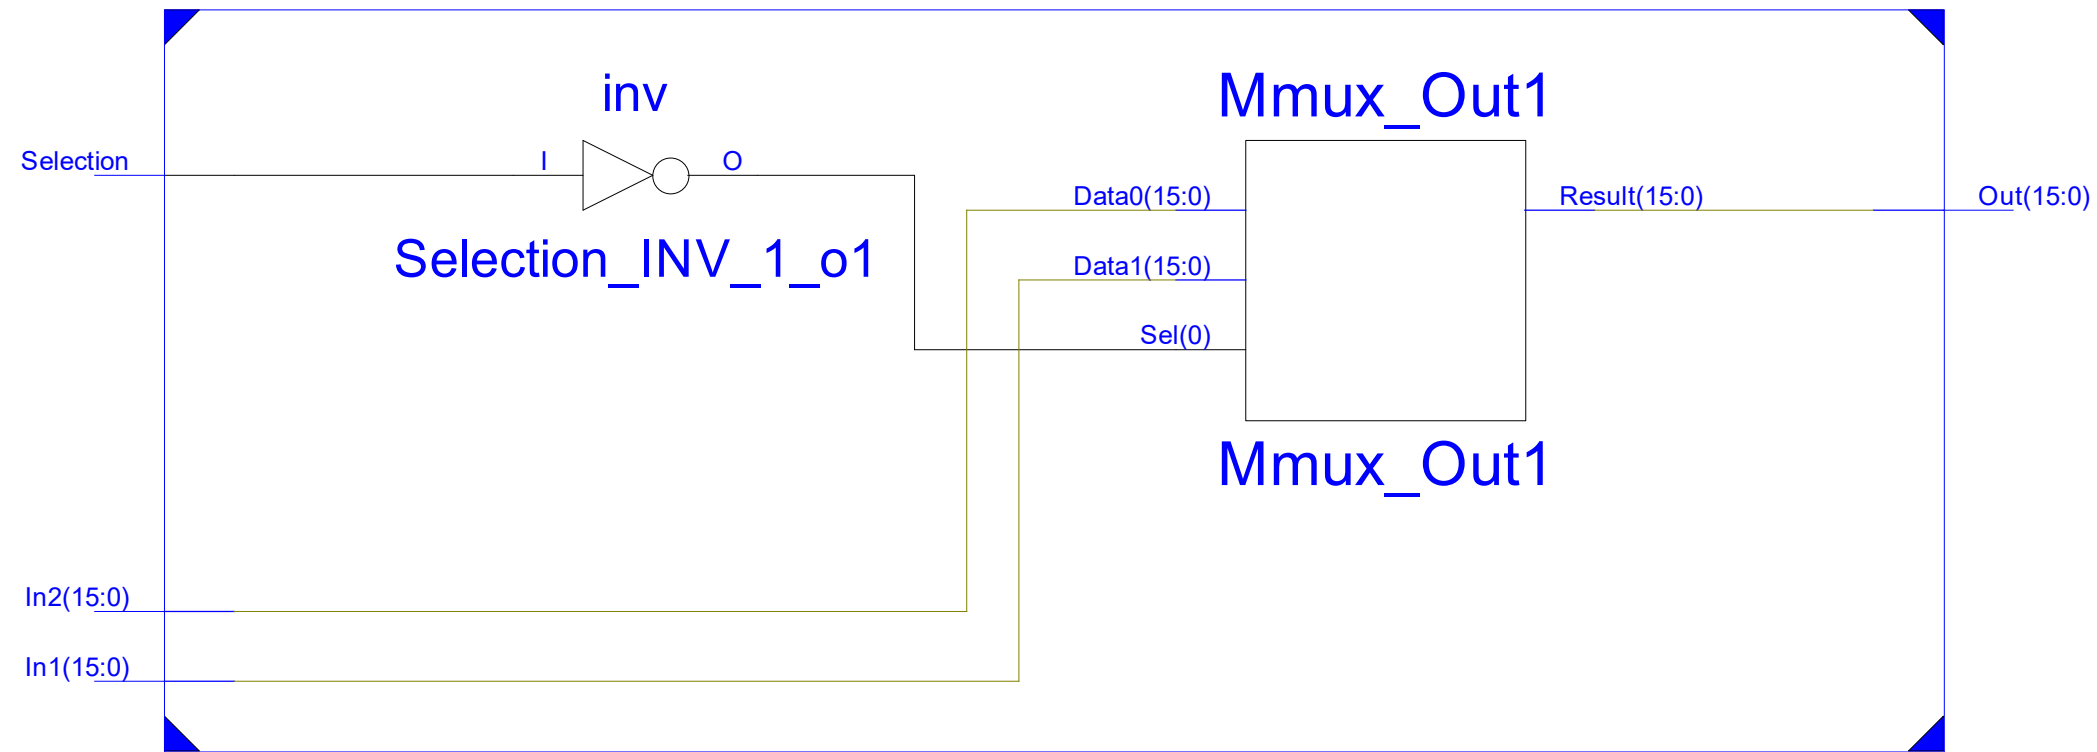 inv
Mmux_Out1
Selection
I
O
Data0(15:0)
Result(15:0)
Out(15:0)
Selection_INV_1_o1
Data1(15:0)
Sel(0)
Mmux_Out1
In2(15:0)
In1(15:0)